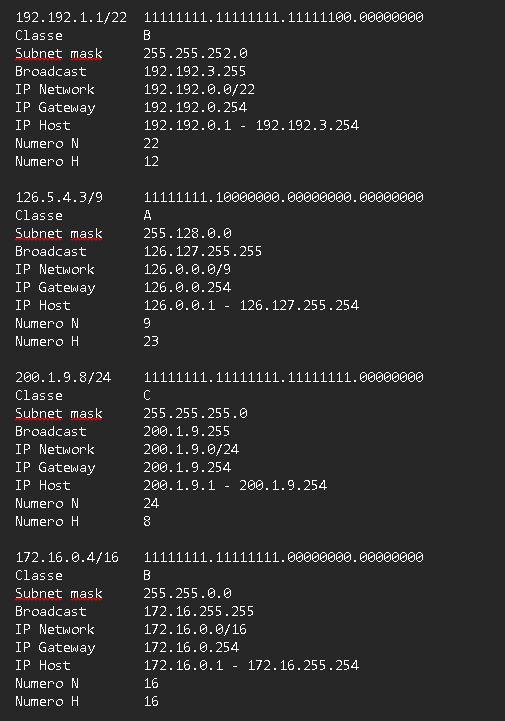 192.192.1.1/22 11111111.11111111.11111100.00000000
Classe B
Subnet mask 255.255.252.0
Broadcast 192.192.3.255
IP Network 192.192.0.0/22
IP Gateway 192.192.0.254
IP Host 192.192.0.1 - 192.192.3.254
Numero N 22
Numero H 12
126.5.4.3/9 11111111.10000000.00000000.00000000
Classe A
Subnet mask 255.128.0.0
Broadcast 126.127.255.255
IP Network 126.0.0.0/9
IP Gateway 126.0.0.254
IP Host 126.0.0.1 - 126.127.255.254
Numero N 9
Numero H 23
200.1.9.8/24 11111111.11111111.11111111.00000000
Classe C
Subnet mask 255.255.255.0
Broadcast 200.1.9.255
IP Network 200.1.9.0/24
IP Gateway 200.1.9.254
IP Host 200.1.9.1 - 200.1.9.254
Numero N 24
Numero H 8
172.16.0.4/16 11111111.11111111.00000000.00000000
Classe B
Subnet mask 255.255.0.0
Broadcast 172.16.255.255
IP Network 172.16.0.0/16
IP Gateway 172.16.0.254
IP Host 172.16.0.1 - 172.16.255.254
Numero N 16
Numero H 16